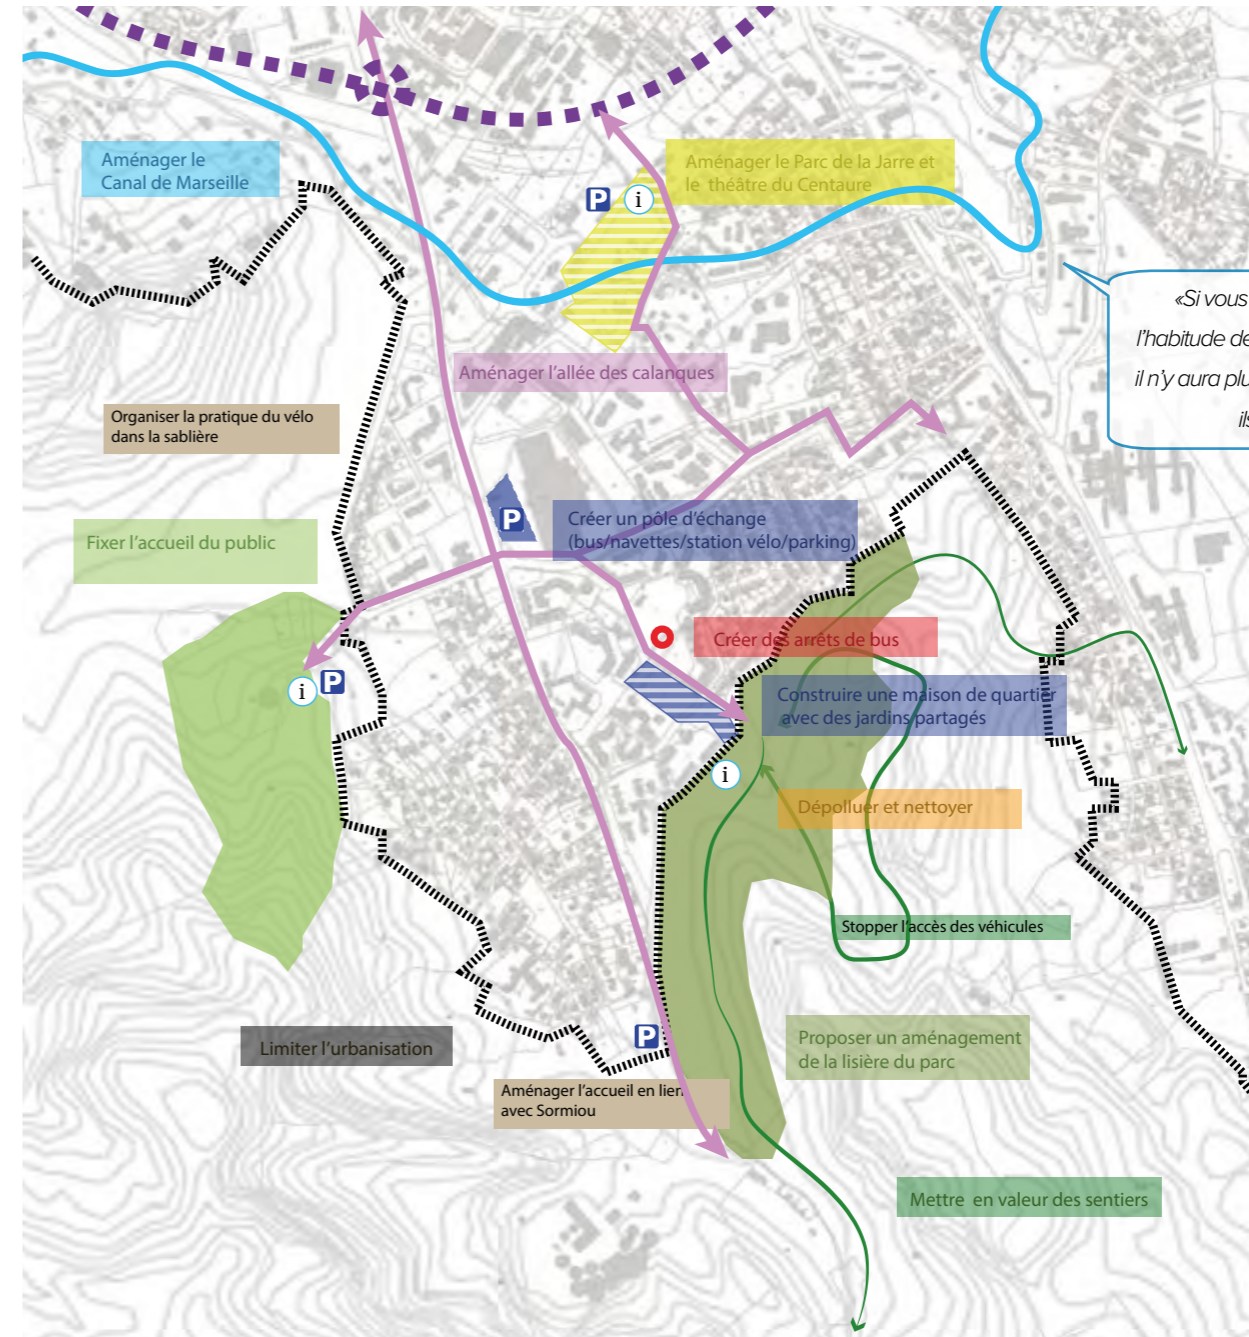 Aménager le
Canal de Marseille
Aménager le Parc de la Jarre et
le théâtre du Centaure
P
i
«Si vous
l'habitude de
il n'y aura plu
ils
Aménager l'allée des calanques
Organiser la pratique du vélo
dans la sablière
P
Créer un pôle d'échange
(bus/navettes/station vélo/parking)
Fixer l'accueil du public
Créer des arrêts de bus
i
P
Construire une maison de quartier
avec des jardins partagés
i
Dépolluer et nettoyer
Stopper l'accès des véhicules
P
Limiter l'urbanisation
Proposer un aménagement
de la lisière du parc
Aménager l'accueil en lien
avec Sormiou
Mettre en valeur des sentiers